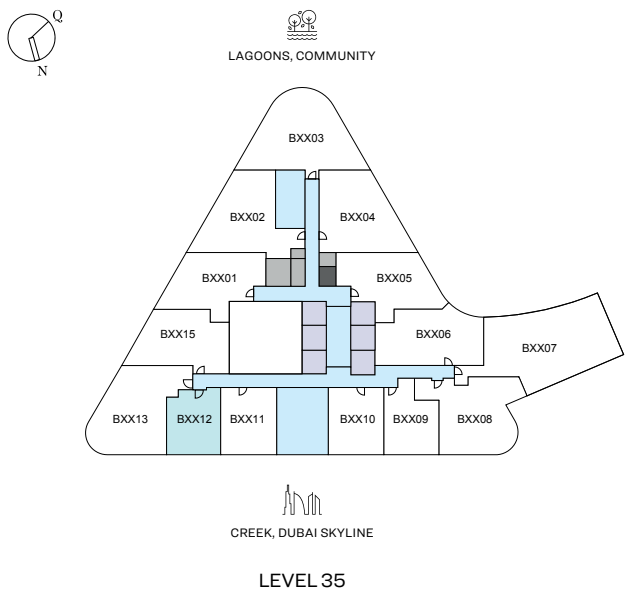 Q
N
LAGOONS, COMMUNITY
BXX03
BXX02
BXX04
BXX01
BXX05
BXX15
BXX06
BXX07
BXX13
BXX12
BXX11
BXX10
BXX09
BXX08
CREEK, DUBAI SKYLINE
LEVEL 35